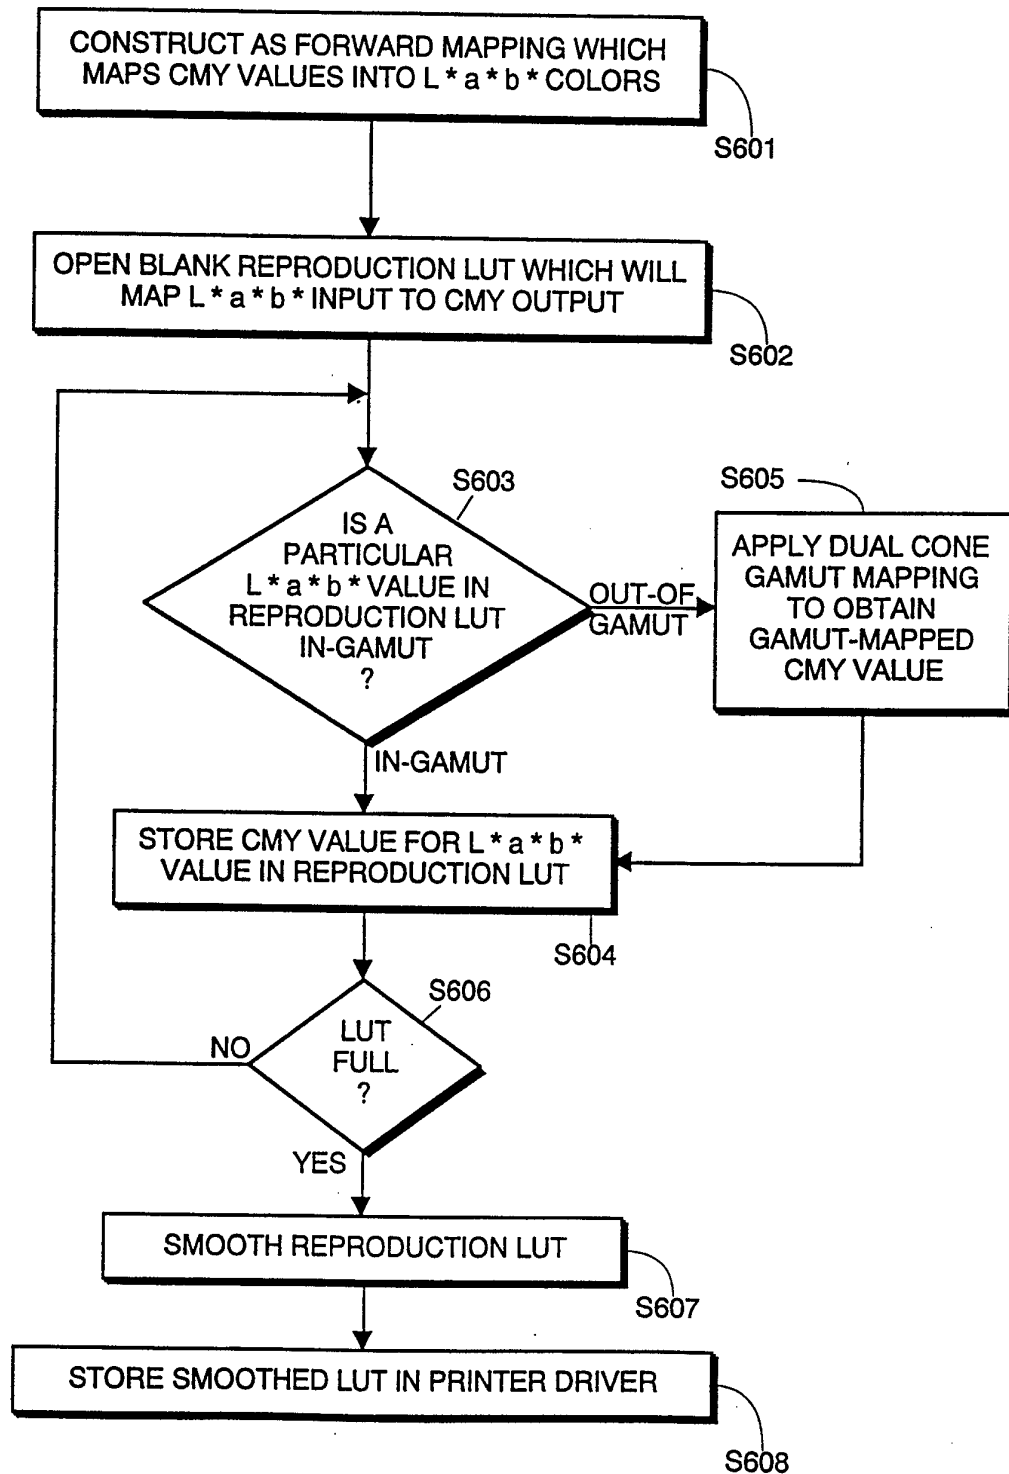 CONSTRUCT AS FORWARD MAPPING WHICH
MAPS CMY VALUES INTO L*a*b* COLORS
S601
OPEN BLANK REPRODUCTION LUT WHICH WILL
MAP L*a*b* INPUT TO CMY OUTPUT
S602
S603
IS A
PARTICULAR
L*a*b* VALUE IN
REPRODUCTION LUT
IN-GAMUT
?
OUT-OF
GAMUT
S605
APPLY DUAL CONE
GAMUT MAPPING
TO OBTAIN
GAMUT-MAPPED
CMY VALUE
IN-GAMUT
STORE CMY VALUE FOR L*a*b*
VALUE IN REPRODUCTION LUT
S604
S606
LUT
FULL
?
NO
YES
SMOOTH REPRODUCTION LUT
S607
STORE SMOOTHED LUT IN PRINTER DRIVER
S608